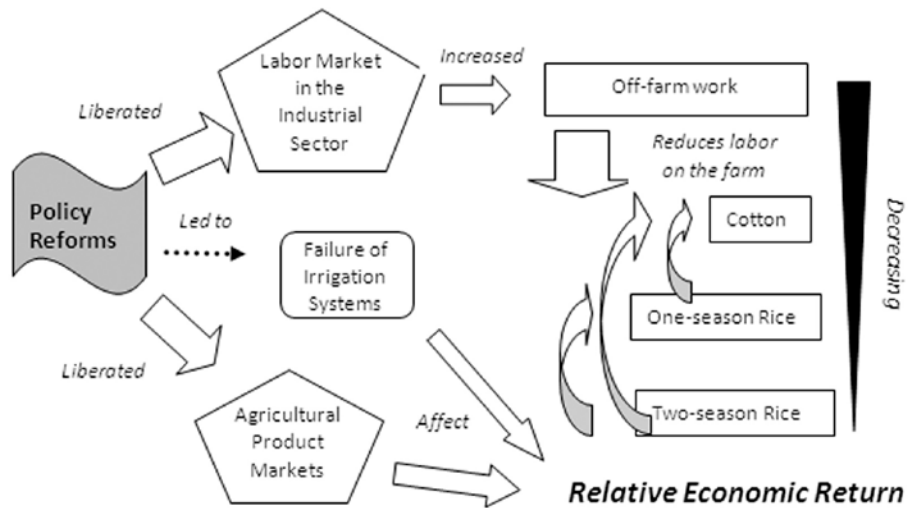 Labor Market
in the
Industrial
Sector
Increased
Off-farm work
Liberated
Reduces labor
on the farm
Policy
Reforms
Led to
Cotton
Decreasing
Failure of
Irrigation
Systems
One-season Rice
Liberated
Agricultural
Product
Markets
Affect
Two-season Rice
Relative Economic Return